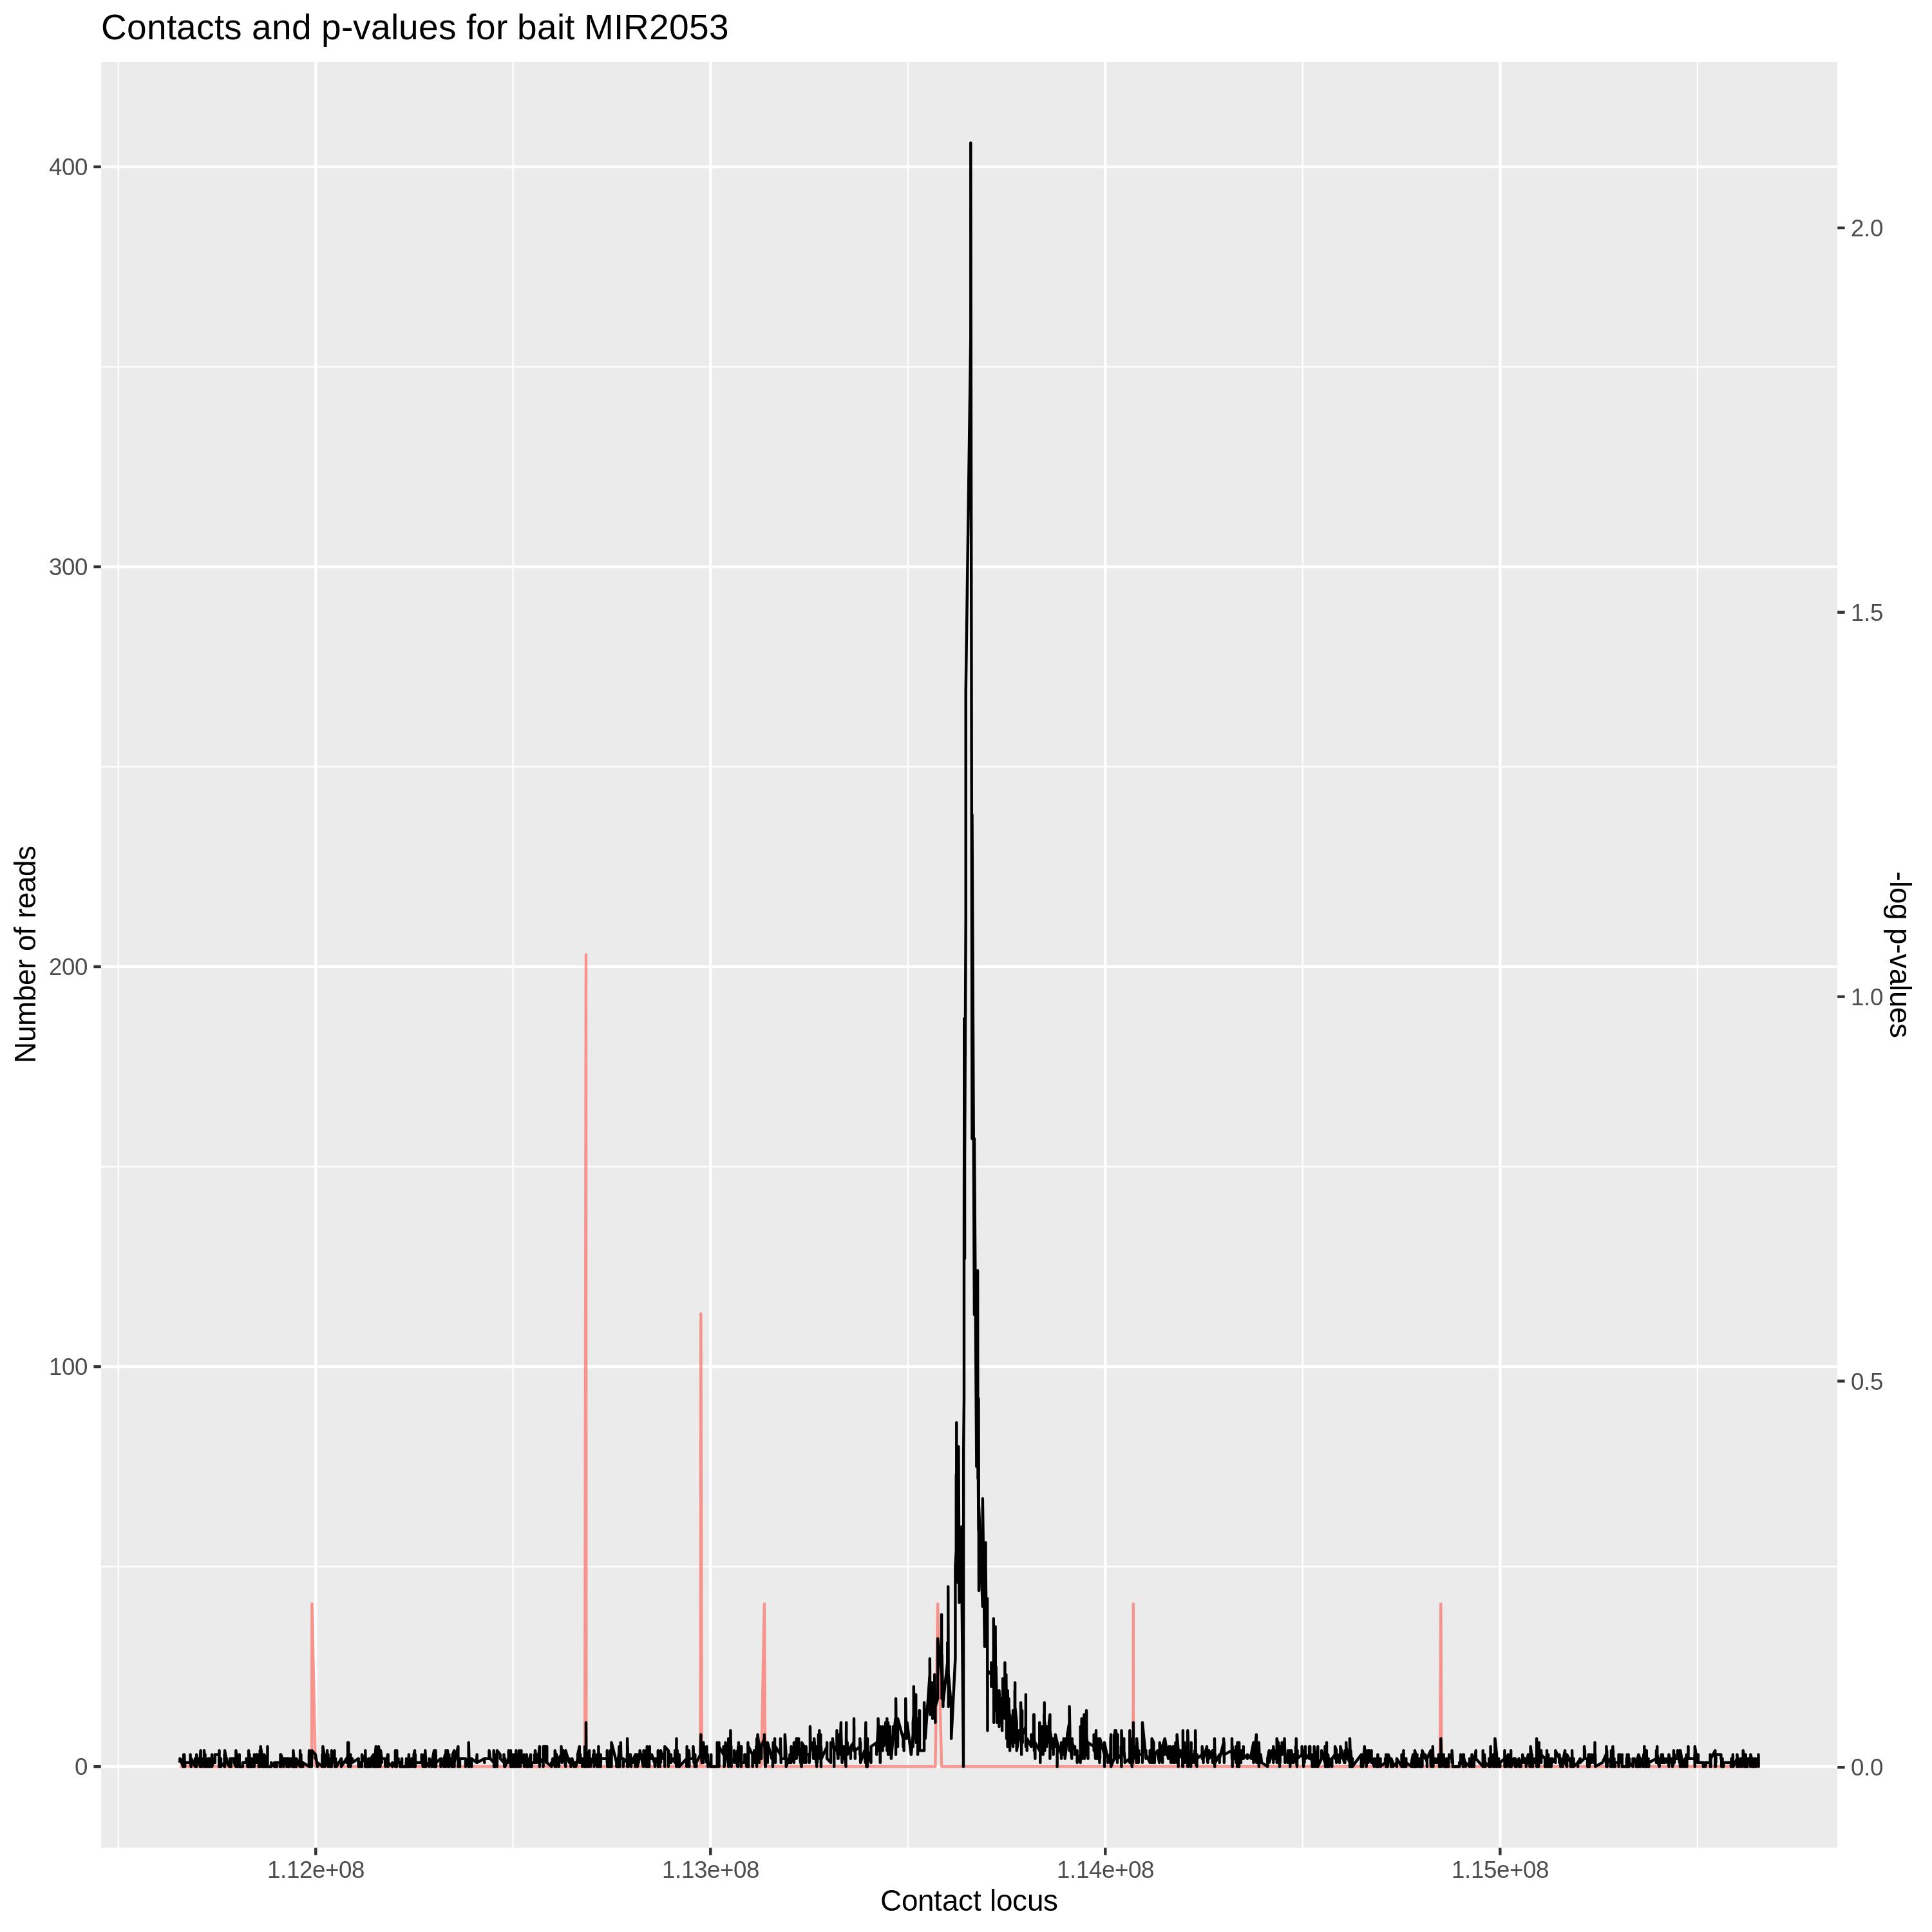 Contacts and p-values for bait MIR2053
400
300
200
100
0
Number of reads
2.0
1.5
1.0
0.5
0.0
-log p-values
1.12e+08
1.13e+08
1.14e+08
1.15e+08
Contact locus